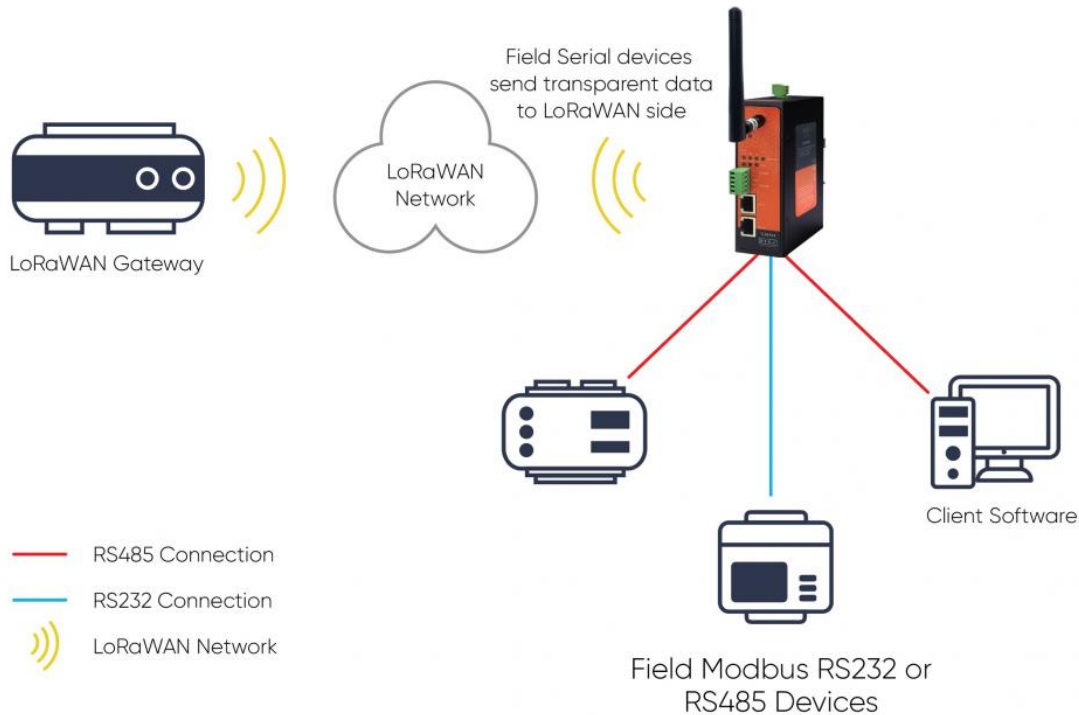 Field Serial devices
send transparent data
to LoRaWAN side
LoRaWAN
Network
LoRaWAN Gateway
Client Software
RS485 Connection
RS232 Connection
LoRaWAN Network
Field Modbus RS232 or
RS485 Devices